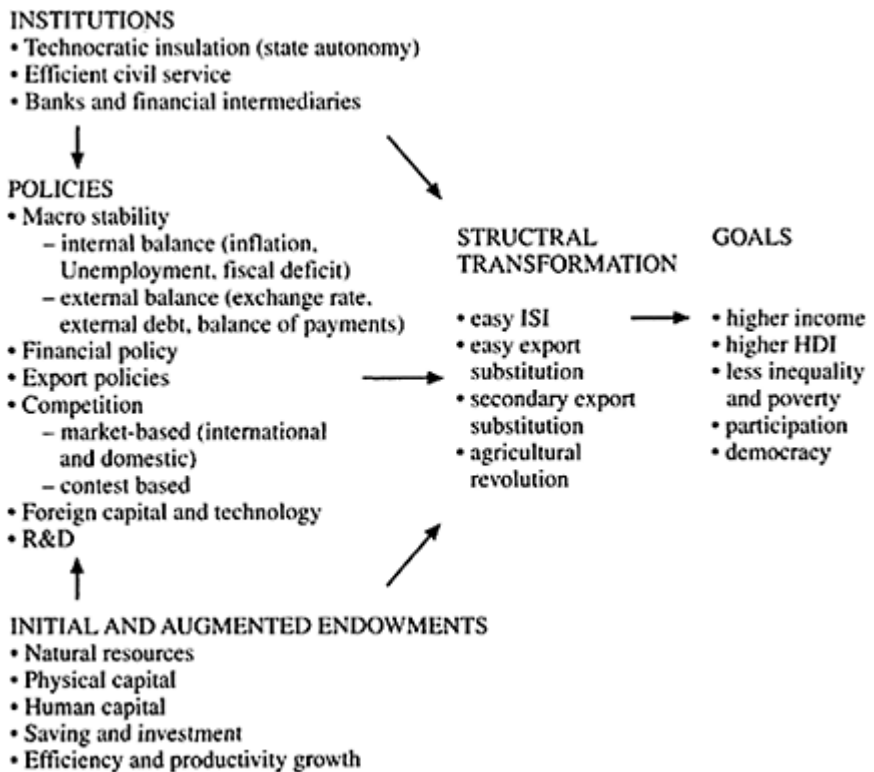 INSTITUTIONS
• Technocratic insulation (state autonomy)
• Efficient civil service
• Banks and financial intermediaries
POLICIES
• Macro stability
– internal balance (inflation,
Unemployment, fiscal deficit)
– external balance (exchange rate,
external debt, balance of payments)
• Financial policy
• Export policies
• Competition
– market-based (international
and domestic)
– contest based
• Foreign capital and technology
• R&D
STRUCTRAL
TRANSFORMATION
• easy ISI
• easy export
substitution
• secondary export
substitution
• agricultural
revolution
GOALS
• higher income
• higher HDI
• less inequality
and poverty
• participation
• democracy
INITIAL AND AUGMENTED ENDOWMENTS
• Natural resources
• Physical capital
• Human capital
• Saving and investment
• Efficiency and productivity growth